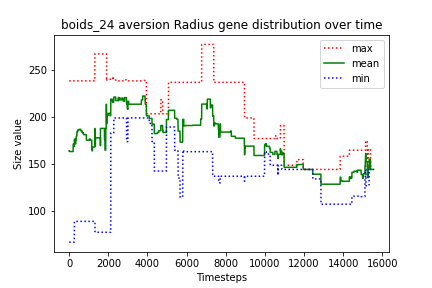 boids_24 aversion Radius gene distribution over time
max
mean
min
250
200
150
100
Size value
0 2000 4000 6000 8000 10000 12000 14000 16000
Timesteps